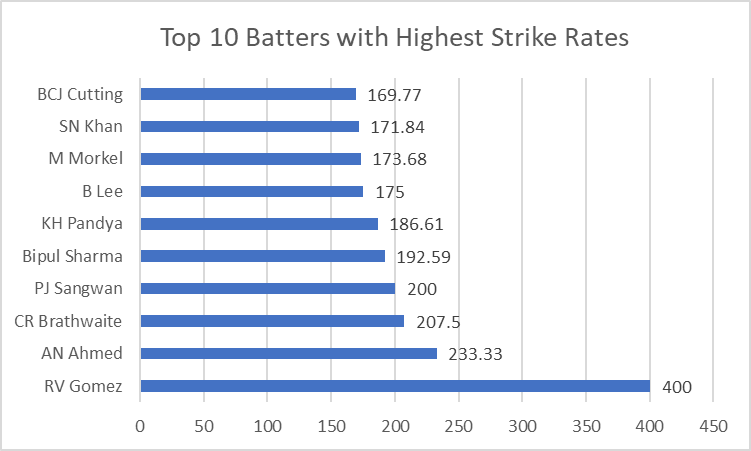 Top 10 Batters with Highest Strike Rates
BCJ Cutting 169.77
SN Khan 171.84
M Morkel 173.68
B Lee 175
KH Pandya 186.61
Bipul Sharma 192.59
PJ Sangwan 200
CR Brathwaite 207.5
AN Ahmed 233.33
RV Gomez 400
0 50 100 150 200 250 300 350 400 450